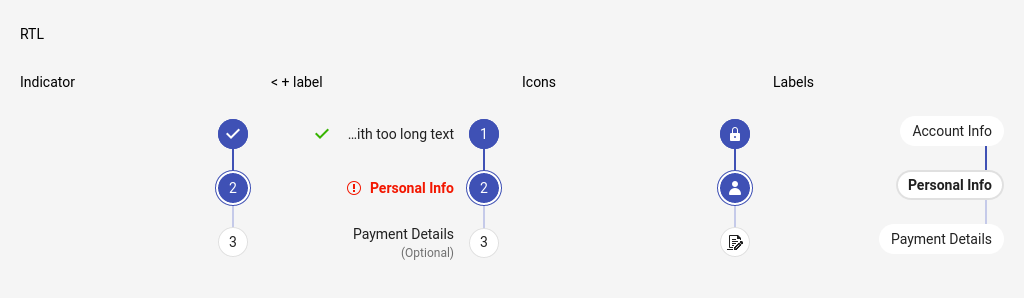 RTL
Indicator
< + label
Icons
Labels
...ith too long text
1
Account Info
2
Personal Info
2
Personal Info
3
Payment Details
(Optional)
3
Payment Details